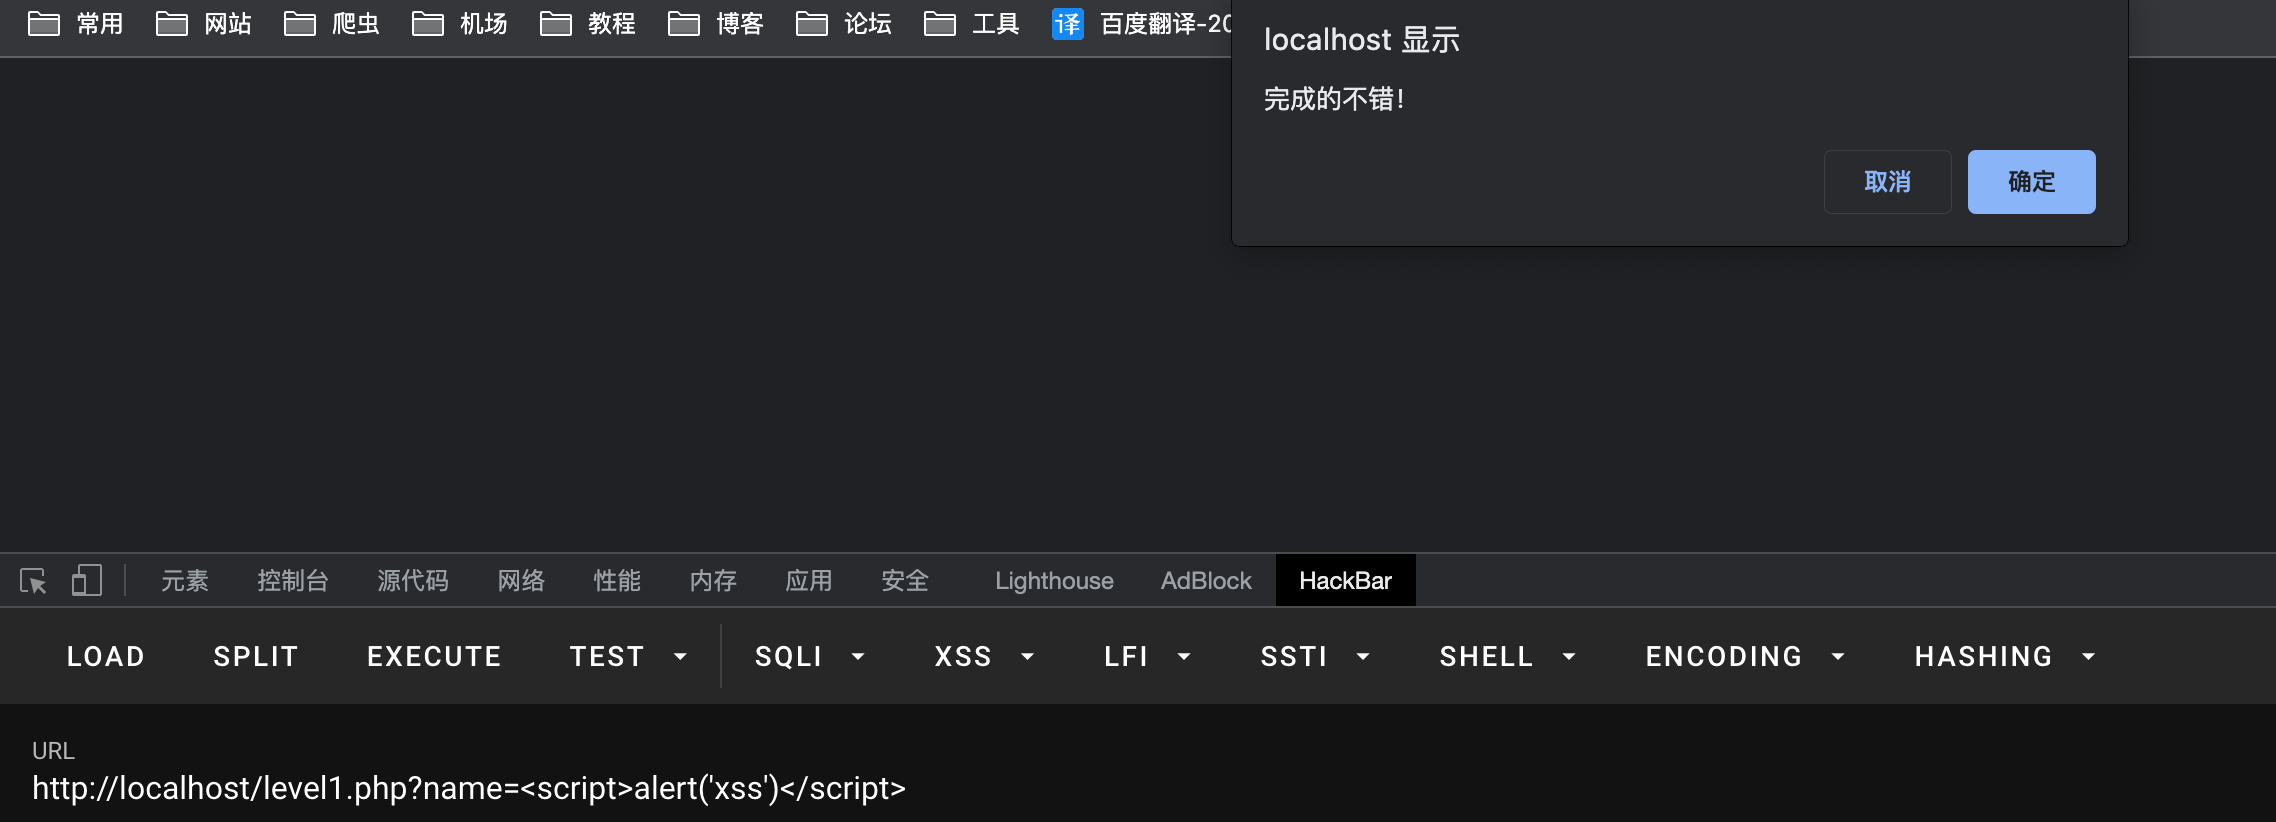 常用 网站 爬虫 机场 教程 博客 论坛 工具 译 百度翻译-20
localhost 显示
完成的不错！
取消 确定
元素 控制台 源代码 网络 性能 内存 应用 安全 Lighthouse AdBlock HackBar
LOAD SPLIT EXECUTE TEST SQLI XSS LFI SSTI SHELL ENCODING HASHING
URL
http://localhost/level1.php?name=<script>alert('xss')</script>